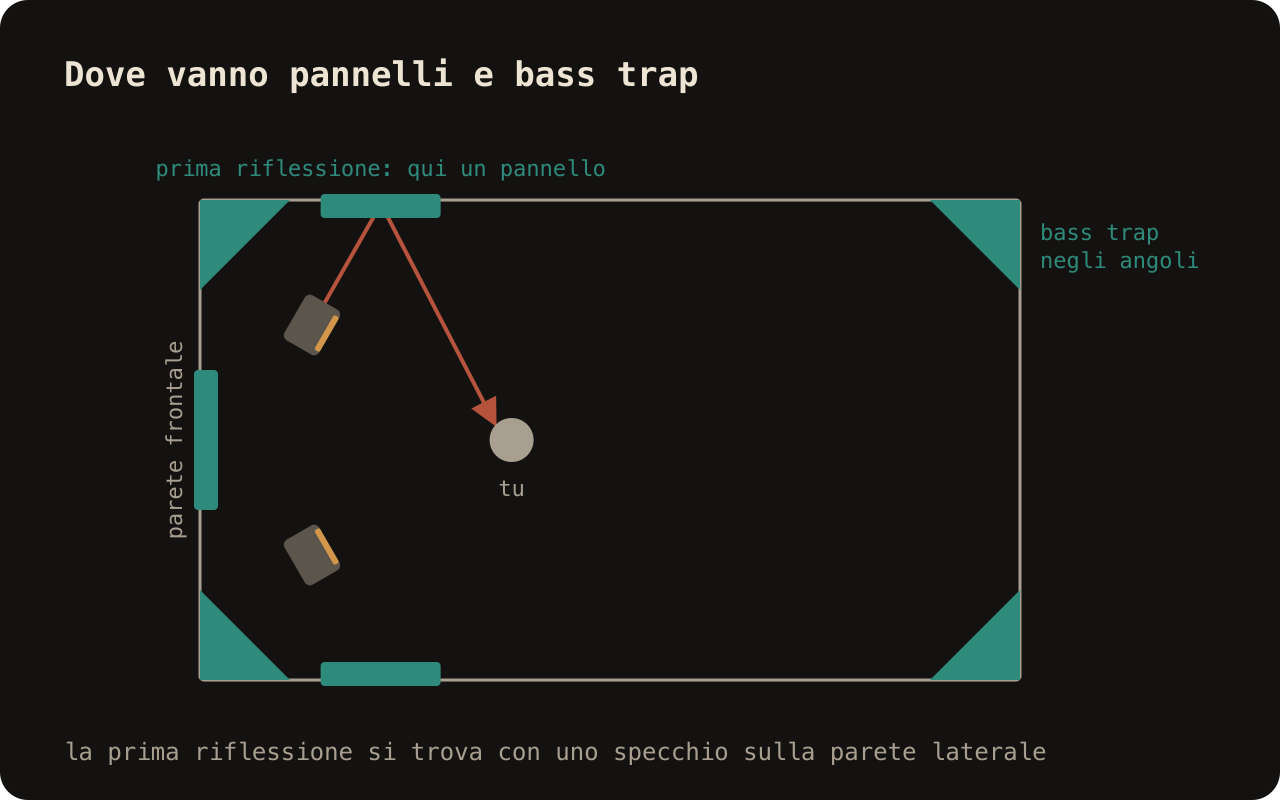 Dove vanno pannelli e bass trap
prima riflessione: qui un pannello
bass trap
negli angoli
parete frontale
tu
la prima riflessione si trova con uno specchio sulla parete laterale